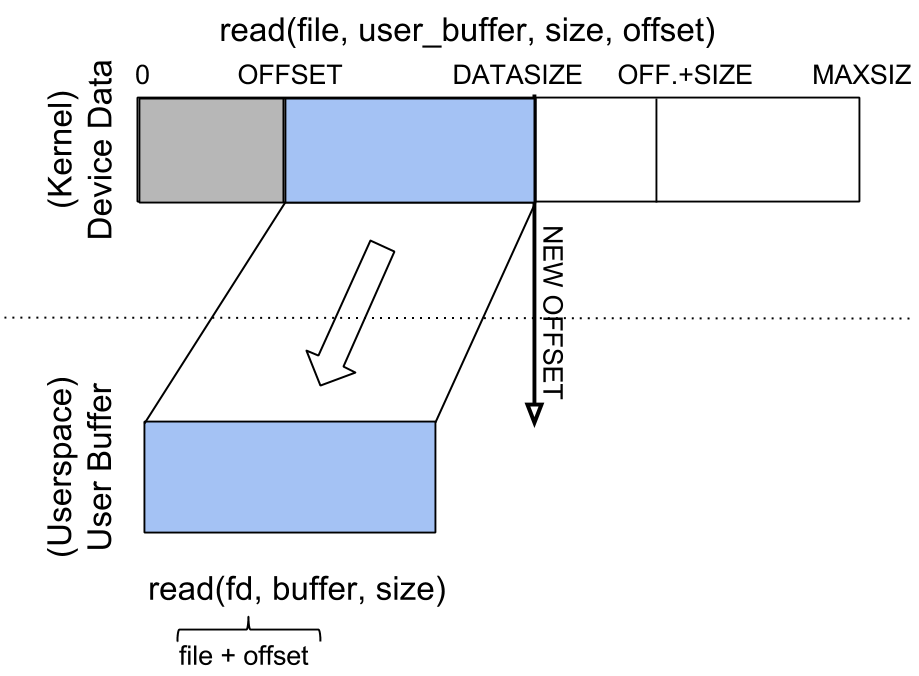 read(file, user_buffer, size, offset)
0 OFFSET DATASIZE OFF.+SIZE MAXSIZ
(Kernel)
Device Data
NEW OFFSET
(Userspace)
User Buffer
read(fd, buffer, size)
file + offset